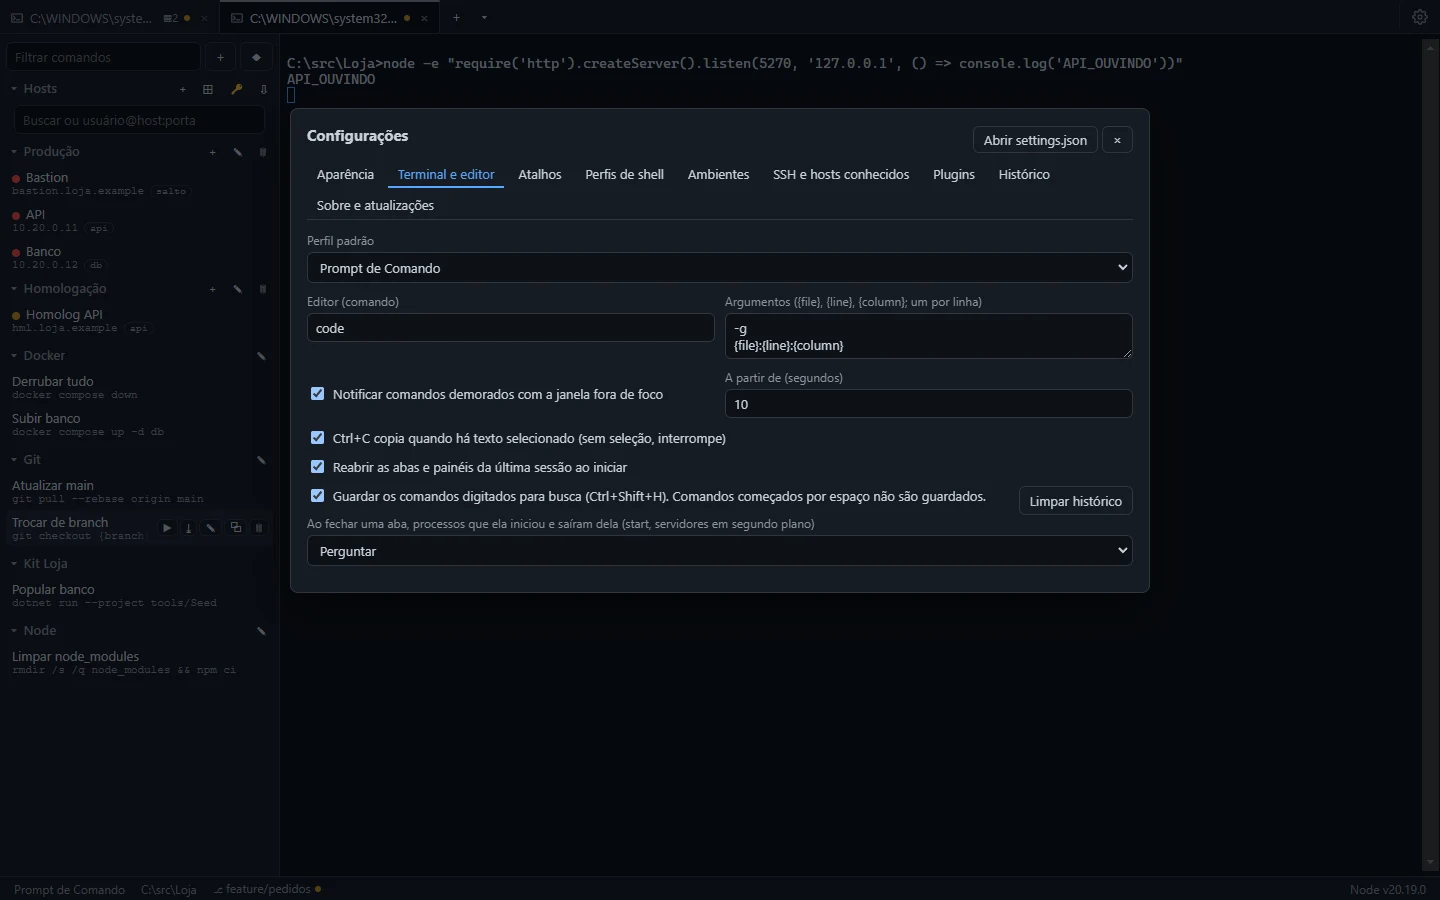 C:\WINDOWS\syste... 2
C:\WINDOWS\system32...
Filtrar comandos
Hosts
Buscar ou usuário@host:porta
Produção
Bastion
bastion.loja.example salto
API
10.20.0.11 api
Banco
10.20.0.12 db
Homologação
Homolog API
hml.loja.example api
Docker
Derrubar tudo
docker compose down
Subir banco
docker compose up -d db
Git
Atualizar main
git pull --rebase origin main
Trocar de branch
git checkout {branch}
Kit Loja
Popular banco
dotnet run --project tools/Seed
Node
Limpar node_modules
rmdir /s /q node_modules && npm ci
C:\src\Loja>node -e "require('http').createServer().listen(5270, '127.0.0.1', () => console.log('API_OUVINDO'))"
API_OUVINDO
Configurações
Abrir settings.json
Aparência Terminal e editor Atalhos Perfis de shell Ambientes SSH e hosts conhecidos Plugins Histórico
Sobre e atualizações
Perfil padrão
Prompt de Comando
Editor (comando)
code
Argumentos ({file}, {line}, {column}; um por linha)
-g
{file}:{line}:{column}
Notificar comandos demorados com a janela fora de foco
A partir de (segundos)
10
Ctrl+C copia quando há texto selecionado (sem seleção, interrompe)
Reabrir as abas e painéis da última sessão ao iniciar
Guardar os comandos digitados para busca (Ctrl+Shift+H). Comandos começados por espaço não são guardados.
Limpar histórico
Ao fechar uma aba, processos que ela iniciou e saíram dela (start, servidores em segundo plano)
Perguntar
Prompt de Comando C:\src\Loja feature/pedidos
Node v20.19.0